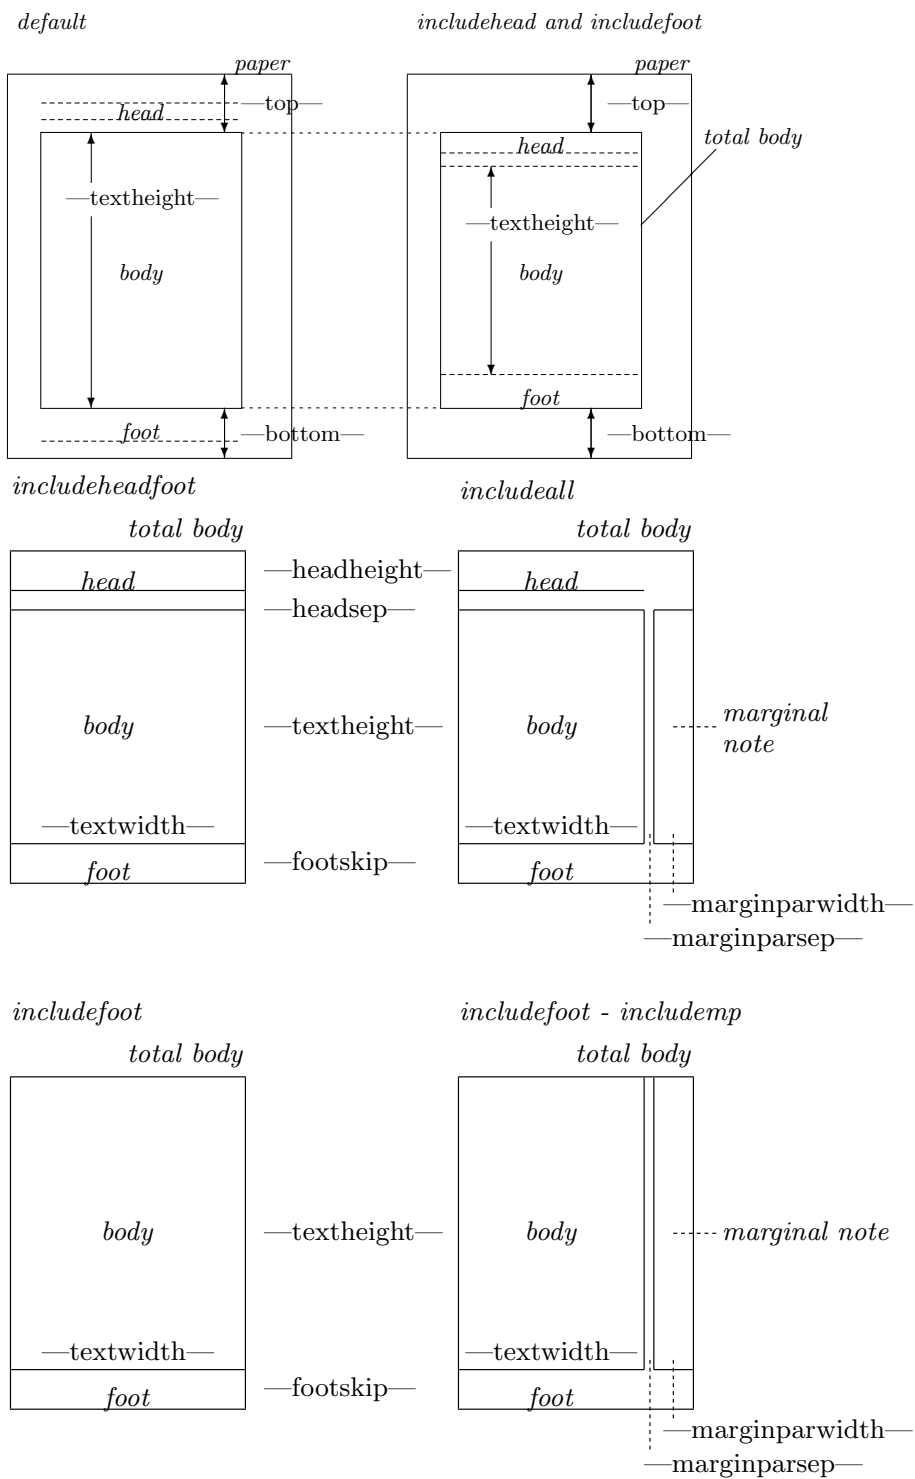 default
includehead and includefoot
paper
paper
—top—
—top—
head
head
total body
—textheight—
—textheight—
body
body
foot
foot
—bottom—
—bottom—
includeheadfoot
includeall
total body
total body
—headheight—
head
head
—headsep—
body
—textheight—
body
marginal
note
—textwidth—
—textwidth—
foot
—footskip—
foot
—marginparwidth—
—marginparsep—
includefoot
includefoot - includemp
total body
total body
body
—textheight—
body
marginal note
—textwidth—
—textwidth—
foot
—footskip—
foot
—marginparwidth—
—marginparsep—